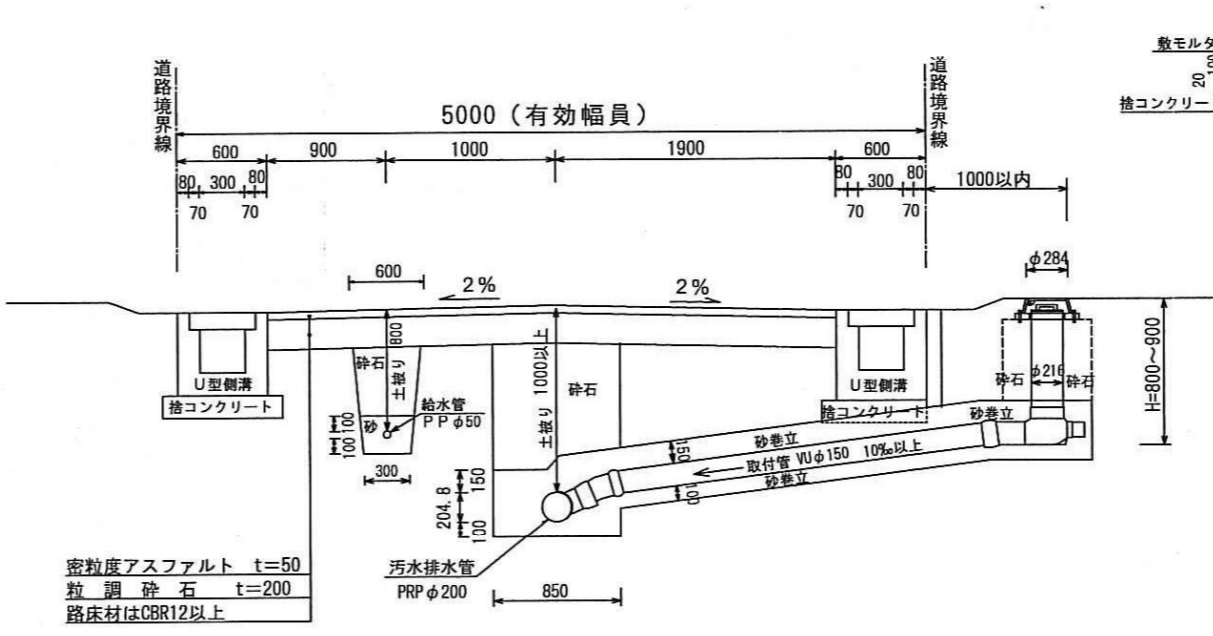 敷モルタ
20
100
捨コンクリー
道路境界線
道路境界線
5000（有効幅員）
600
900
1000
1900
600
80
300
80
70
70
80
300
80
70
70
1000以内
600
2%
2%
φ284
800
土被り
1000以上
土被り
砕石
砕石
U型側溝
捨コンクリート
U型側溝
捨コンクリート
砕石
φ216
砕石
H=800～900
給水管
PPφ50
砂
100
100
300
砂巻立
砂巻立
150
取付管 VUφ150 10‰以上
砂巻立
100
150
204.8
100
汚水排水管
PRPφ200
850
密粒度アスファルト t=50
粒調砕石 t=200
路床材はCBR12以上